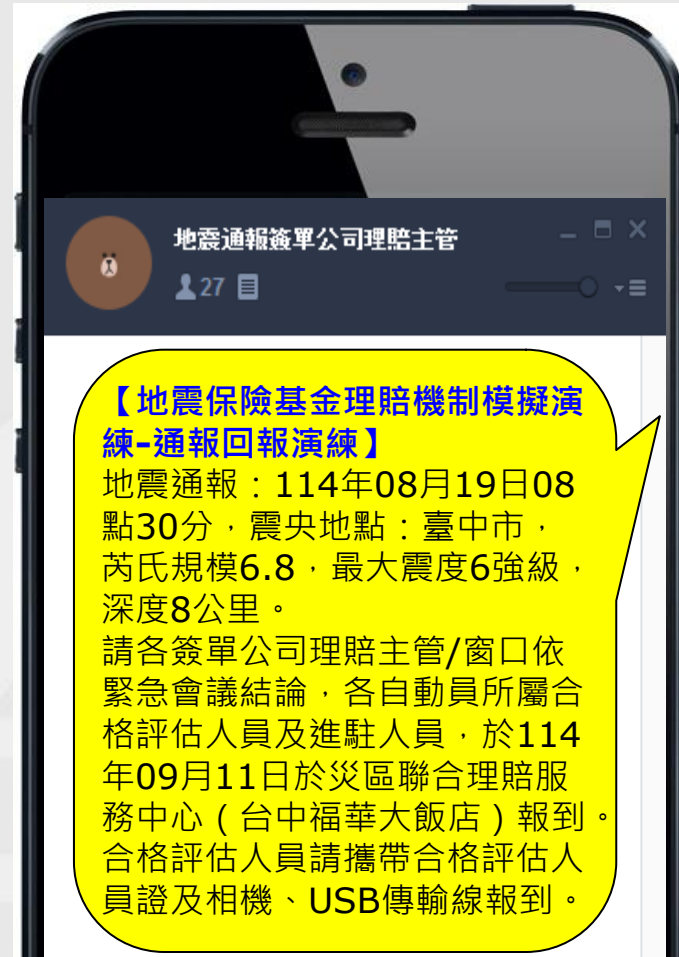 地震通報簽單公司理賠主管
27
【地震保險基金理賠機制模擬演
練-通報回報演練】
地震通報：114年08月19日08
點30分，震央地點：臺中市，
芮氏規模6.8，最大震度6強級，
深度8公里。
請各簽單公司理賠主管/窗口依
緊急會議結論，各自動員所屬合
格評估人員及進駐人員，於114
年09月11日於災區聯合理賠服
務中心（台中福華大飯店）報到。
合格評估人員請攜帶合格評估人
員證及相機、USB傳輸線報到。